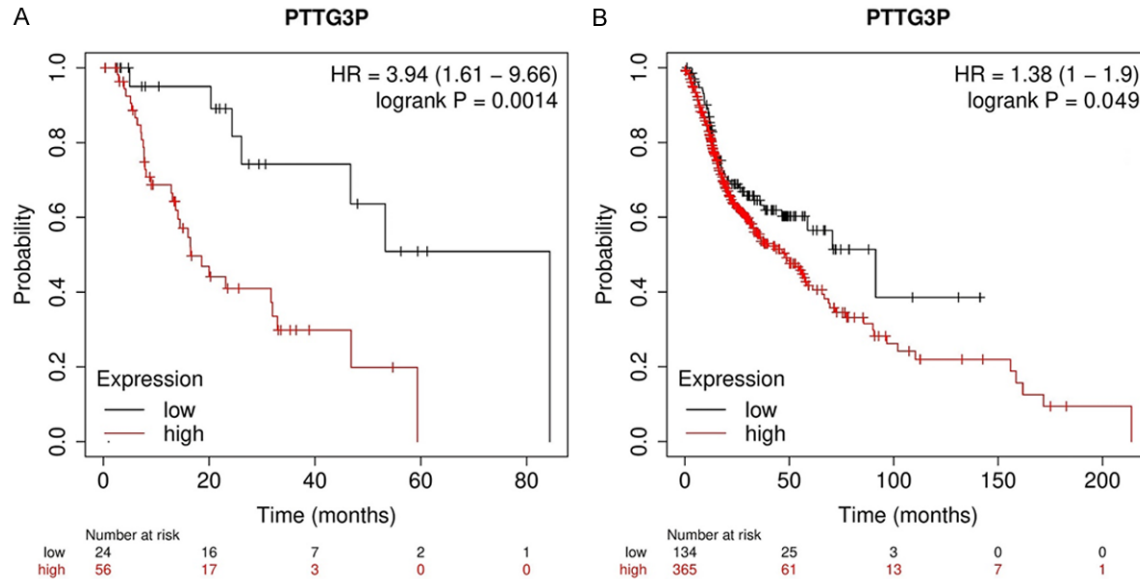 A
PTTG3P
HR = 3.94 (1.61 − 9.66)
logrank P = 0.0014
Probability
1.0
0.8
0.6
0.4
0.2
0.0
Expression
low
high
0 20 40 60 80
Time (months)
Number at risk
low 24 16 7 2 1
high 56 17 3 0 0
B
PTTG3P
HR = 1.38 (1 − 1.9)
logrank P = 0.049
Probability
1.0
0.8
0.6
0.4
0.2
0.0
Expression
low
high
0 50 100 150 200
Time (months)
Number at risk
low 134 25 3 0 0
high 365 61 13 7 1